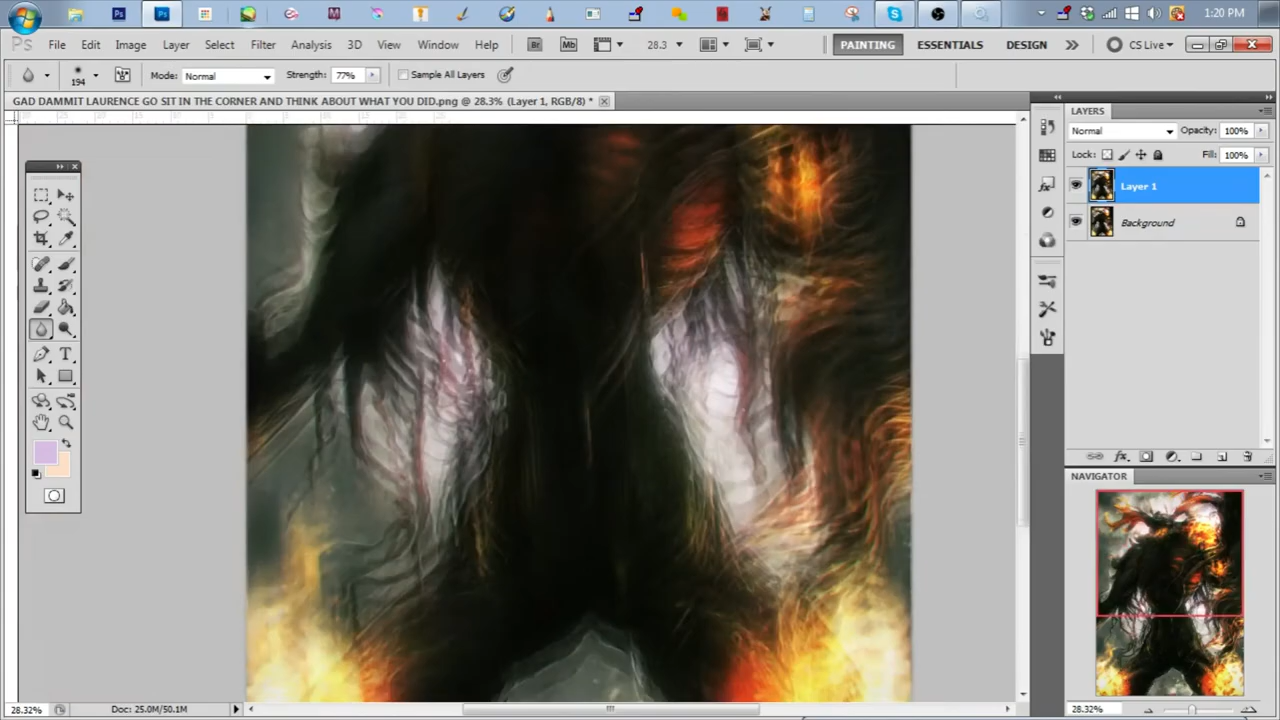 1:20 PM
Ps File Edit Image Layer Select Filter Analysis 3D View Window Help Br Mb 28.3 PAINTING ESSENTIALS DESIGN CS Live
194 Mode: Normal Strength: 77% Sample All Layers
GAD DAMMIT LAURENCE GO SIT IN THE CORNER AND THINK ABOUT WHAT YOU DID.png @ 28.3% (Layer 1, RGB/8) *
LAYERS
Normal Opacity: 100%
Lock: Fill: 100%
Layer 1
Background
NAVIGATOR
28.32% Doc: 25.0M/50.1M
28.32%